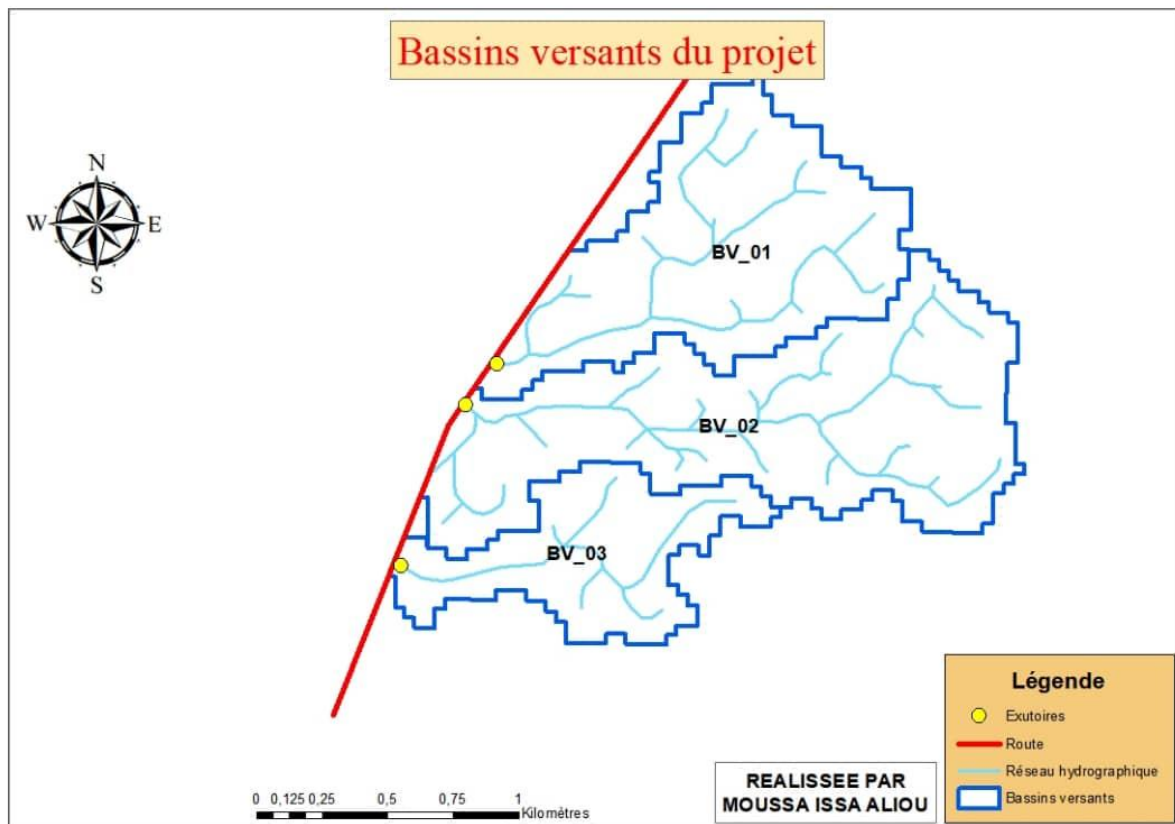 Bassins versants du projet
N
W
E
S
BV_01
BV_02
BV_03
0 0,125 0,25 0,5 0,75 1
Kilomètres
REALISSEE PAR
MOUSSA ISSA ALIOU
Légende
Exutoires
Route
Réseau hydrographique
Bassins versants